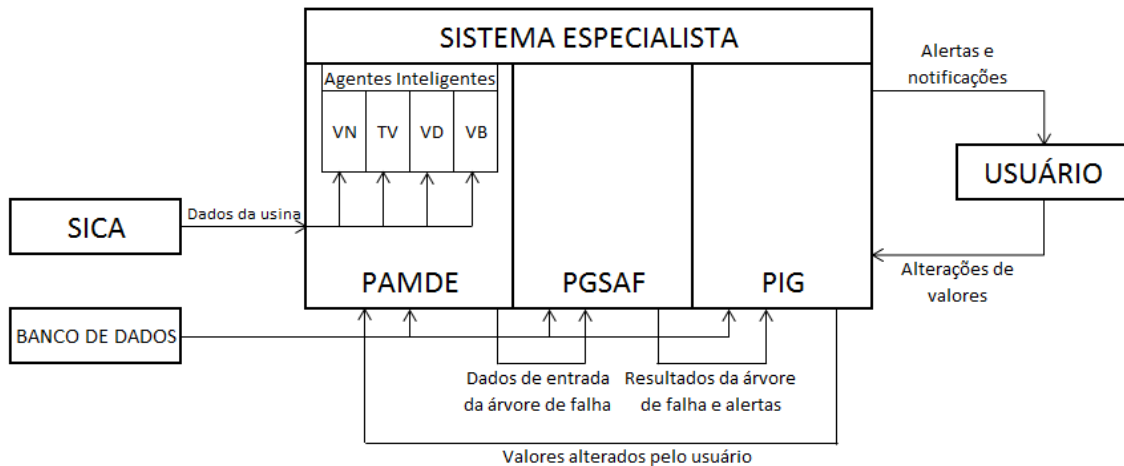 SISTEMA ESPECIALISTA
Agentes Inteligentes
VN
TV
VD
VB
Alertas e
notificações
USUÁRIO
SICA
Dados da usina
Alterações de
valores
PAMDE
PGSAF
PIG
BANCO DE DADOS
Dados de entrada
da árvore de falha
Resultados da árvore
de falha e alertas
Valores alterados pelo usuário